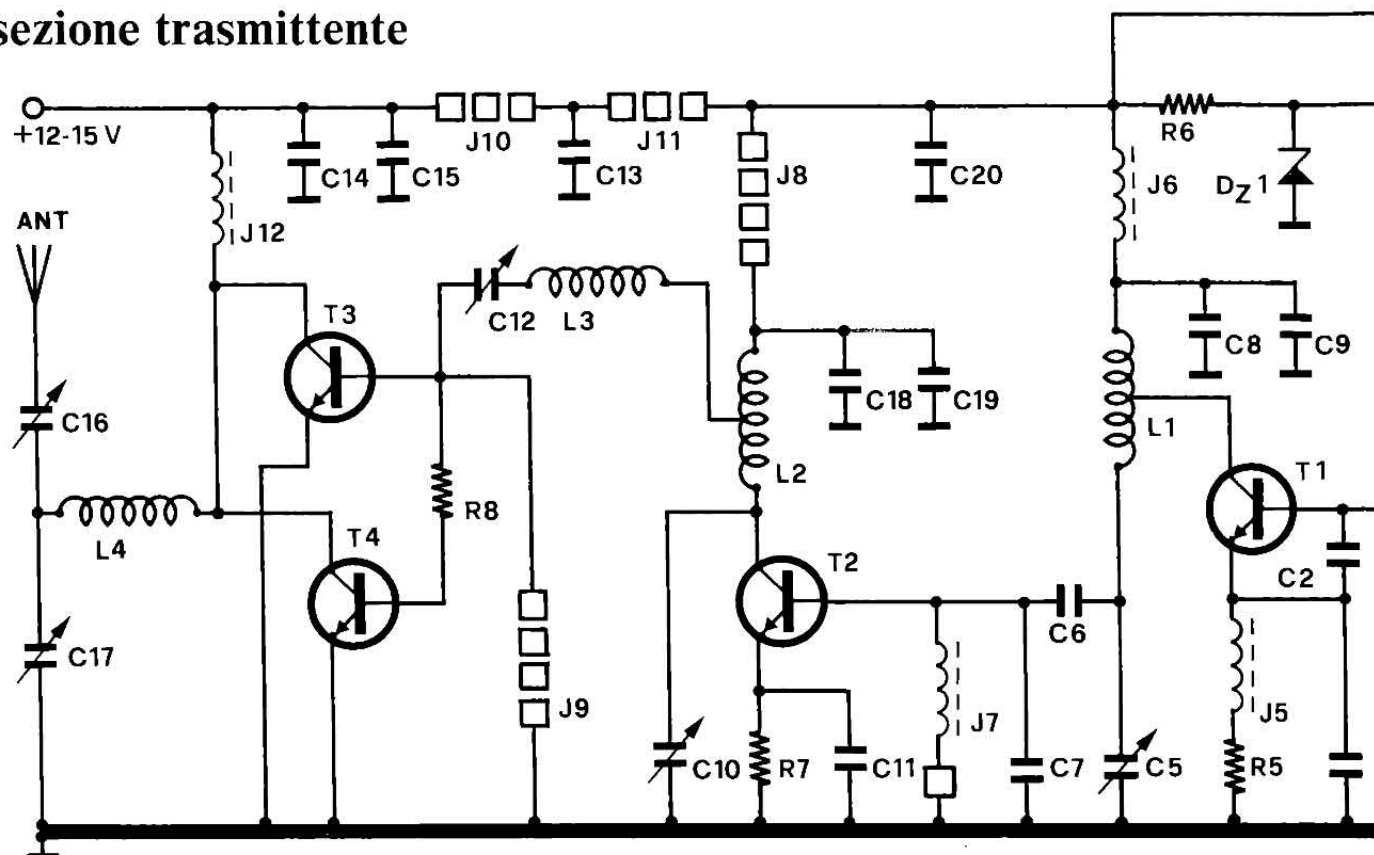 sezione trasmittente
+12-15 V
J10
J11
R6
C14
C15
C13
J8
C20
J6
DZ1
ANT
J12
T3
C12
L3
C8
C9
C16
C18
C19
L1
L2
T1
R8
L4
T4
T2
C2
C6
C17
J9
J7
J5
C10
R7
C11
C7
C5
R5